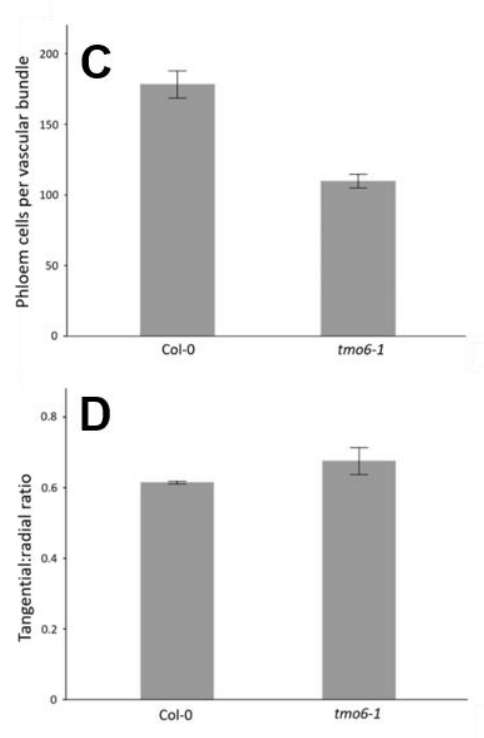 C
Phloem cells per vascular bundle
200
150
100
50
0
Col-0 tmo6-1
D
Tangential:radial ratio
0.8
0.6
0.4
0.2
0
Col-0 tmo6-1